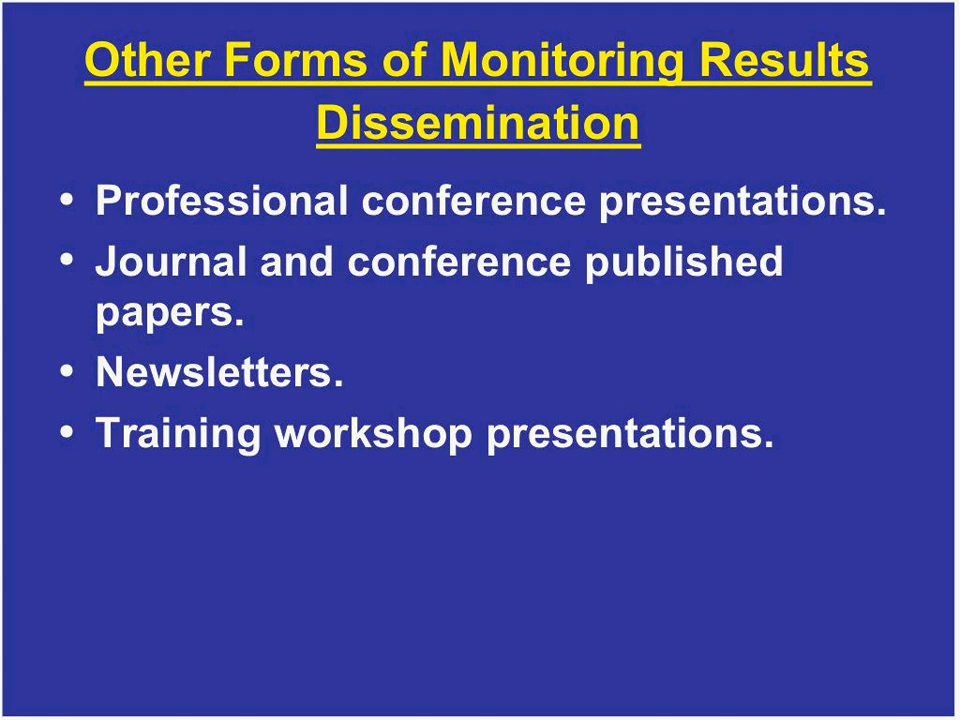 Other Forms of Monitoring Results
Dissemination
• Professional conference presentations.
• Journal and conference published
papers.
• Newsletters.
• Training workshop presentations.